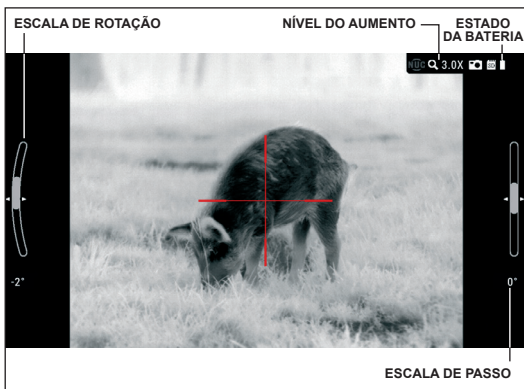 ESCALA DE ROTAÇÃO
NÍVEL DO AUMENTO
ESTADO
DA BATERIA
NUC 3.0X
-2°
0°
ESCALA DE PASSO